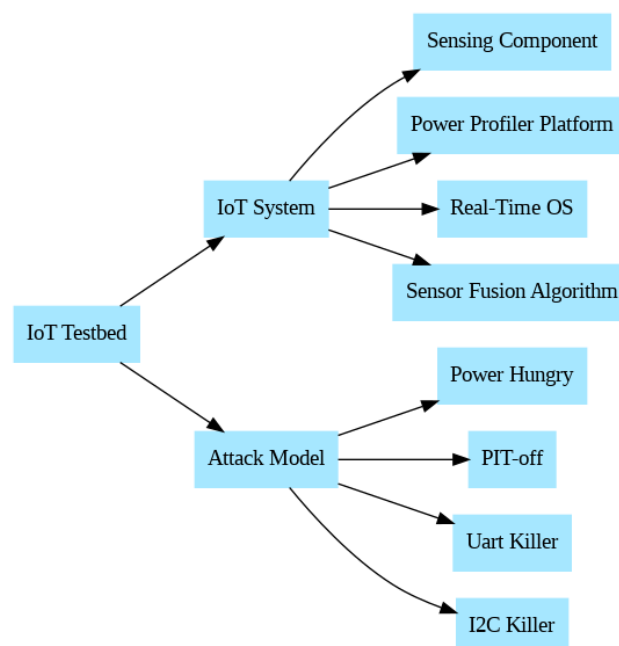 Sensing Component
Power Profiler Platform
IoT System
Real-Time OS
Sensor Fusion Algorithm
IoT Testbed
Power Hungry
Attack Model
PIT-off
Uart Killer
I2C Killer